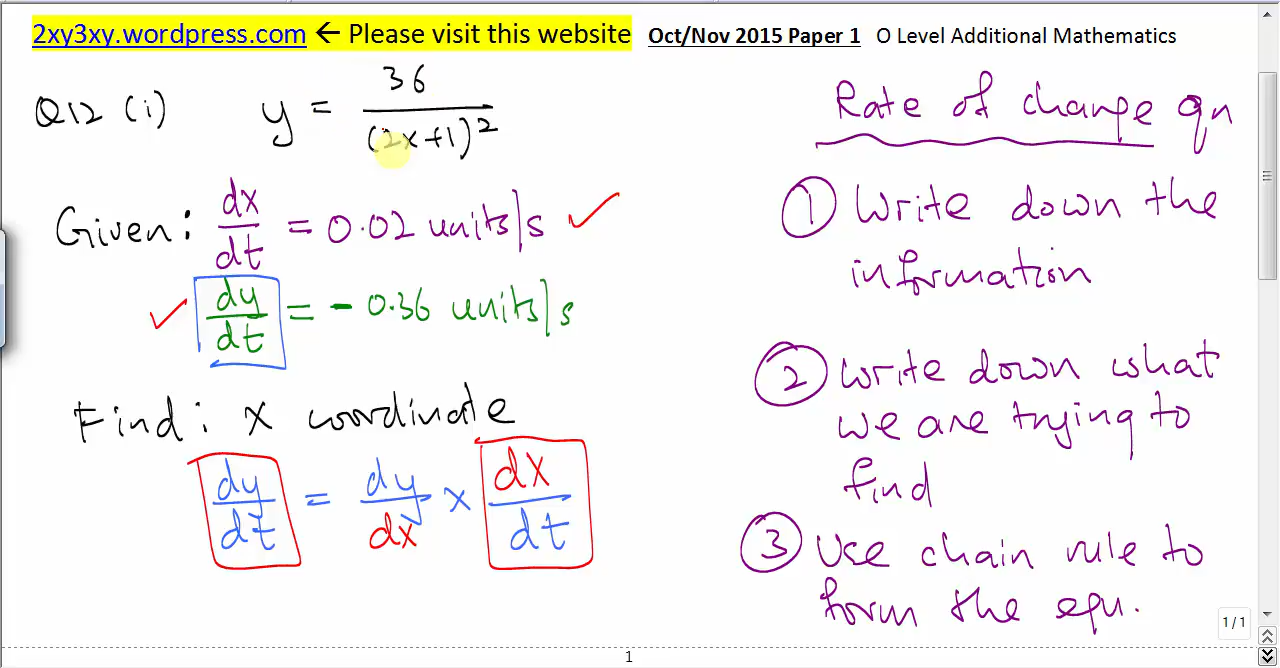 2xy3xy.wordpress.com ← Please visit this website Oct/Nov 2015 Paper 1 O Level Additional Mathematics
Q12 (i) y = 36 / (2x+1)²
Given: dx/dt = 0.02 units/s ✓
✓ dy/dt = - 0.36 units/s
Find: x coordinate
dy/dt = dy/dx × dx/dt
Rate of change qn
① Write down the
information
② Write down what
we are trying to
find
③ Use chain rule to
form the eqn.
1 / 1
1